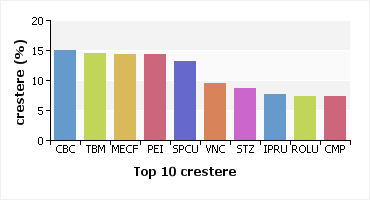 crestere (%)
20
15
10
5
0
CBC TBM MECF PEI SPCU VNC STZ IPRU ROLU CMP
Top 10 crestere